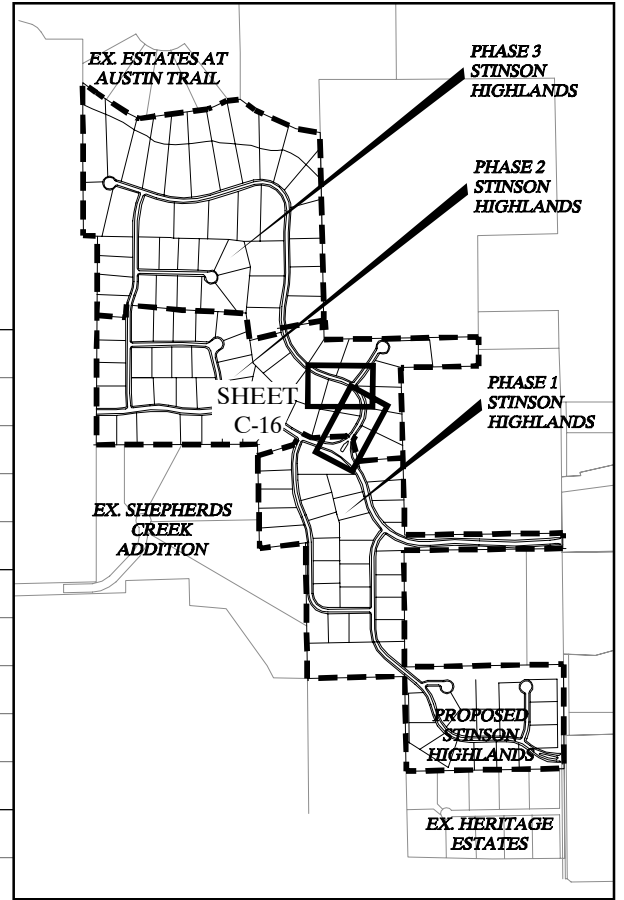 EX. ESTATES AT
AUSTIN TRAIL
PHASE 3
STINSON
HIGHLANDS
PHASE 2
STINSON
HIGHLANDS
SHEET
C-16
PHASE 1
STINSON
HIGHLANDS
EX. SHEPHERDS
CREEK
ADDITION
PROPOSED
STINSON
HIGHLANDS
EX. HERITAGE
ESTATES